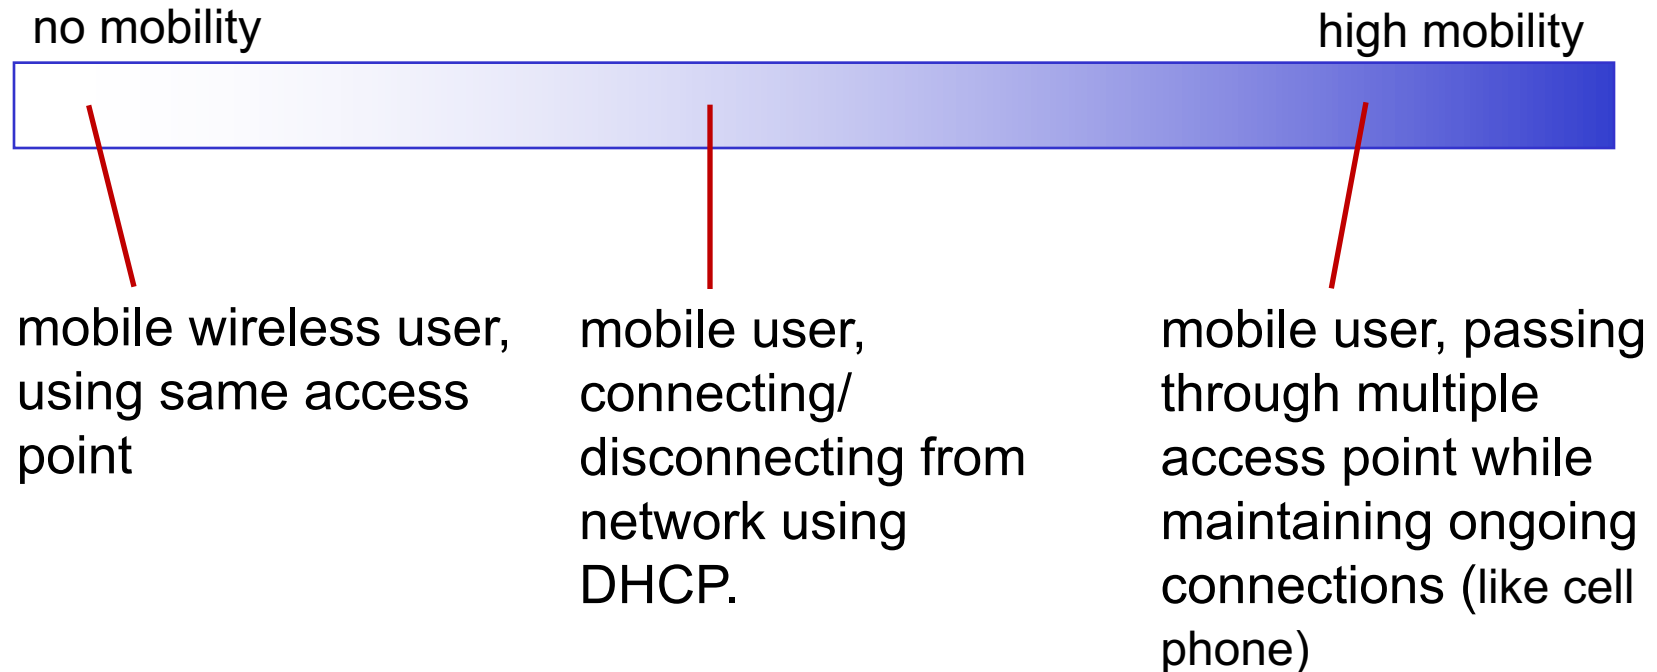 no mobility
high mobility
mobile wireless user,
using same access
point
mobile user,
connecting/
disconnecting from
network using
DHCP.
mobile user, passing
through multiple
access point while
maintaining ongoing
connections (like cell
phone)